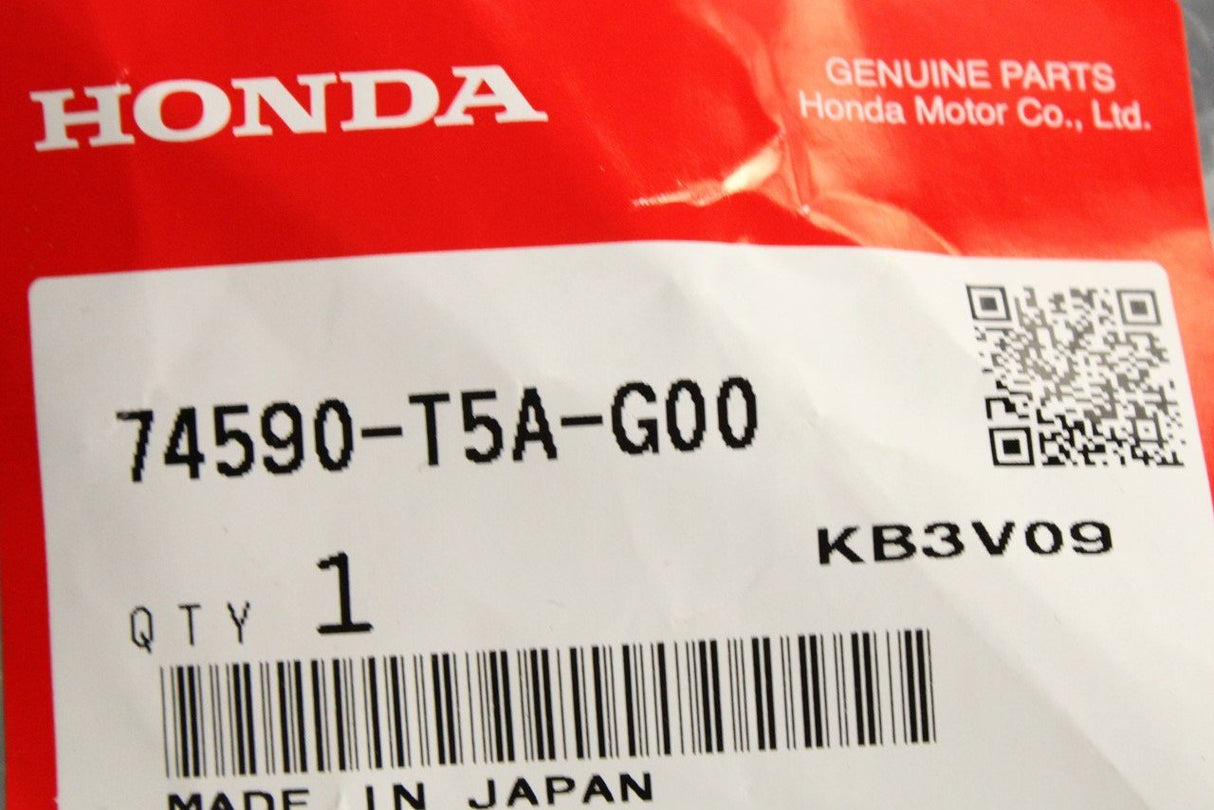 HONDA
GENUINE PARTS
Honda Motor Co., Ltd.
74590-T5A-G00
KB3V09
QTY 1
MADE IN JAPAN